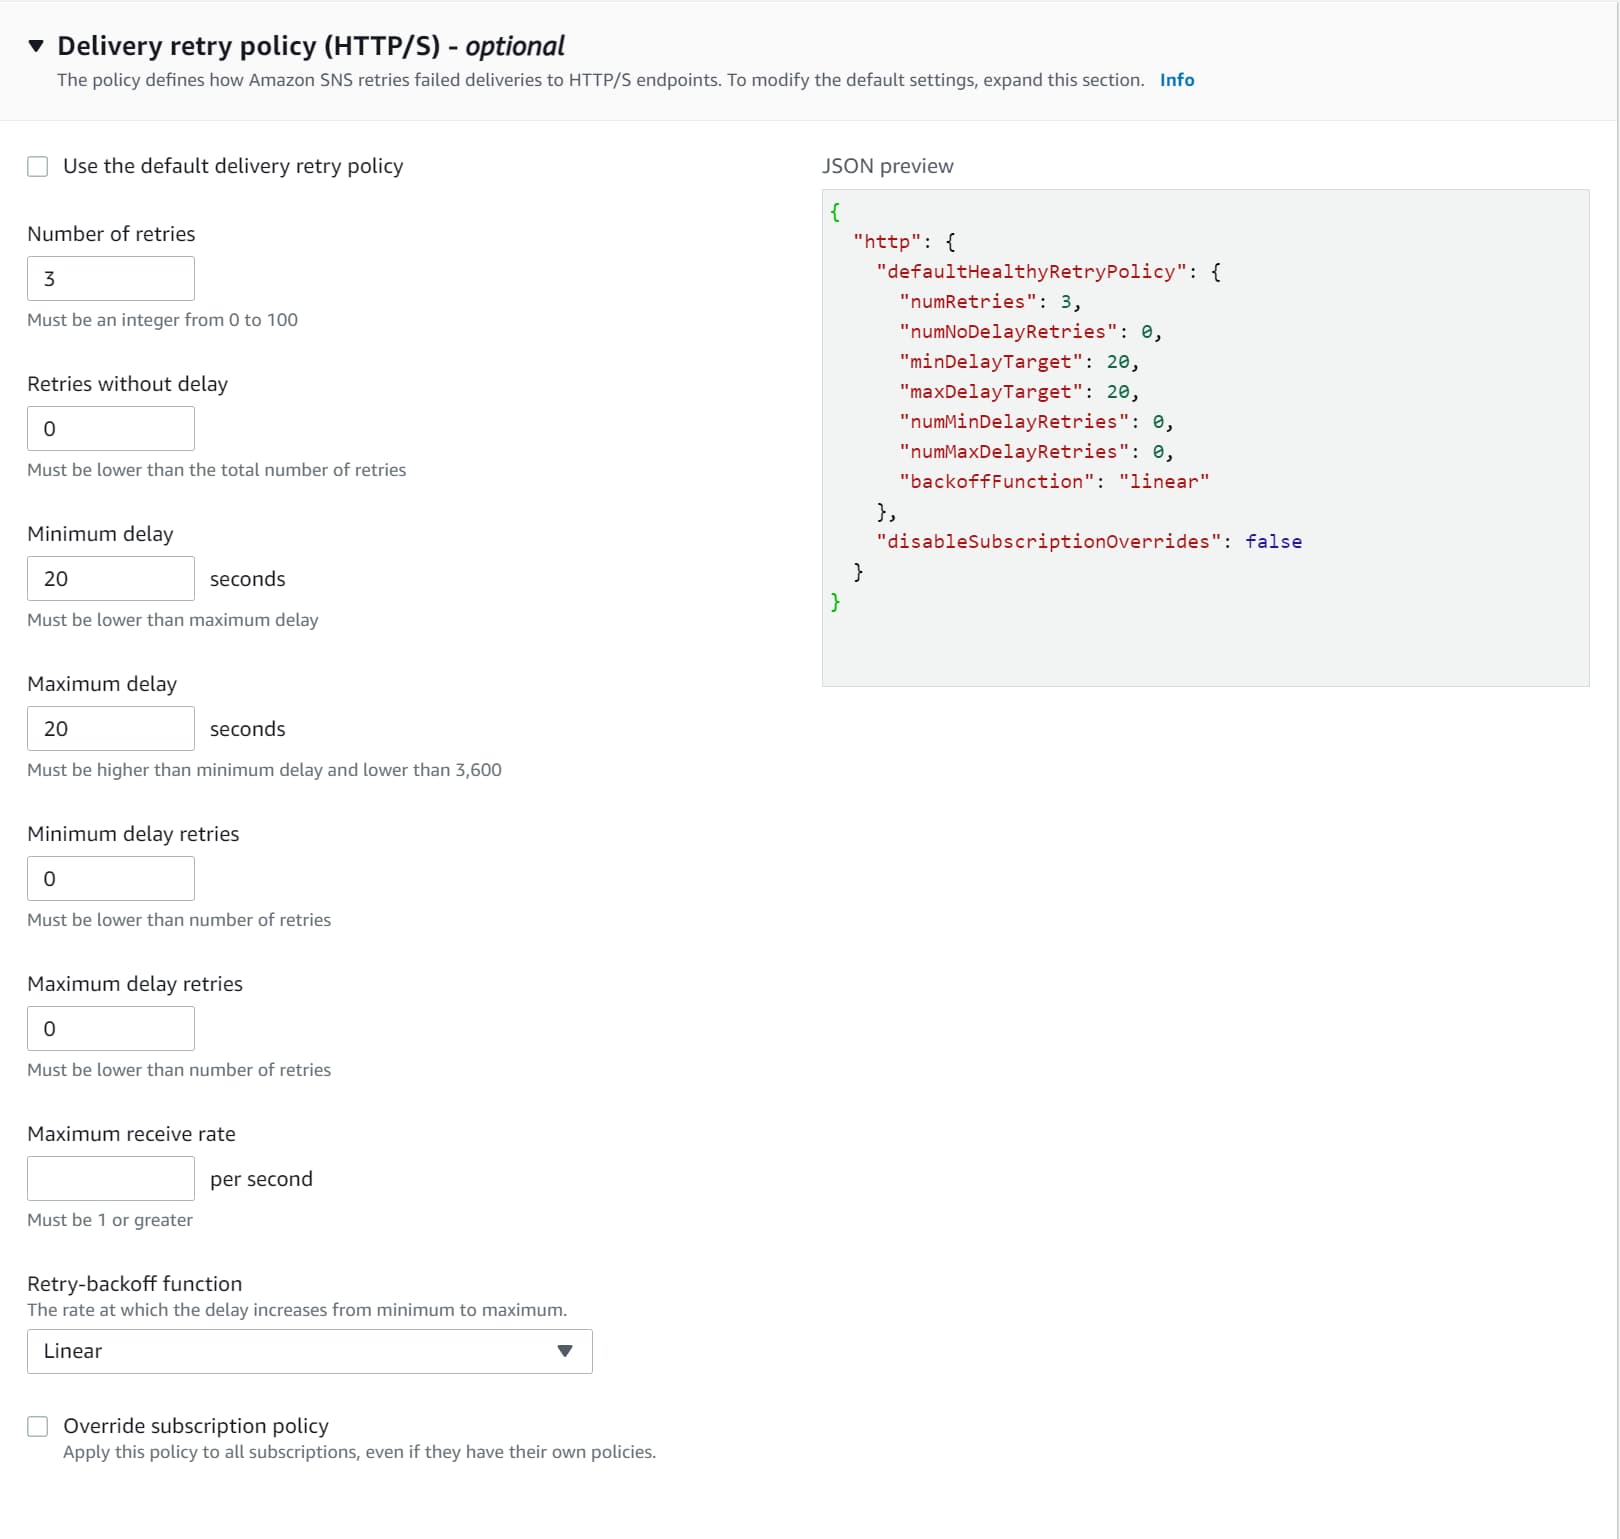 Delivery retry policy (HTTP/S) - optional
The policy defines how Amazon SNS retries failed deliveries to HTTP/S endpoints. To modify the default settings, expand this section. Info
Use the default delivery retry policy
Number of retries
3
Must be an integer from 0 to 100
Retries without delay
0
Must be lower than the total number of retries
Minimum delay
20 seconds
Must be lower than maximum delay
Maximum delay
20 seconds
Must be higher than minimum delay and lower than 3,600
Minimum delay retries
0
Must be lower than number of retries
Maximum delay retries
0
Must be lower than number of retries
Maximum receive rate
per second
Must be 1 or greater
Retry-backoff function
The rate at which the delay increases from minimum to maximum.
Linear
Override subscription policy
Apply this policy to all subscriptions, even if they have their own policies.
JSON preview
{
"http": {
"defaultHealthyRetryPolicy": {
"numRetries": 3,
"numNoDelayRetries": 0,
"minDelayTarget": 20,
"maxDelayTarget": 20,
"numMinDelayRetries": 0,
"numMaxDelayRetries": 0,
"backoffFunction": "linear"
},
"disableSubscriptionOverrides": false
}
}